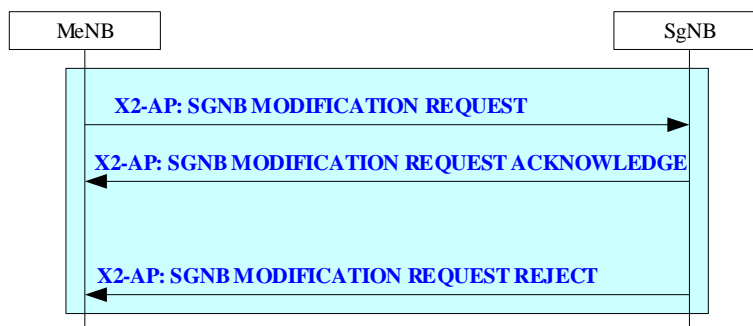 MeNB
SgNB
X2-AP: SGNB MODIFICATION REQUEST
X2-AP: SGNB MODIFICATION REQUEST ACKNOWLEDGE
X2-AP: SGNB MODIFICATION REQUEST REJECT